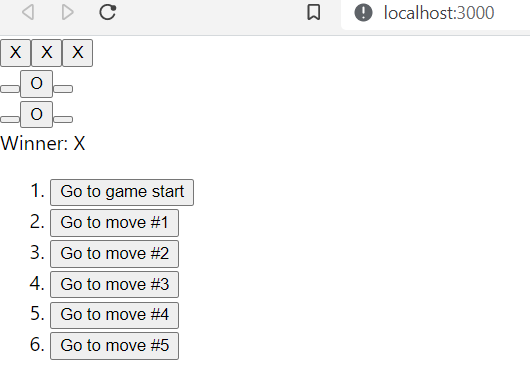 localhost:3000
X X X
O
O
Winner: X
1. Go to game start
2. Go to move #1
3. Go to move #2
4. Go to move #3
5. Go to move #4
6. Go to move #5